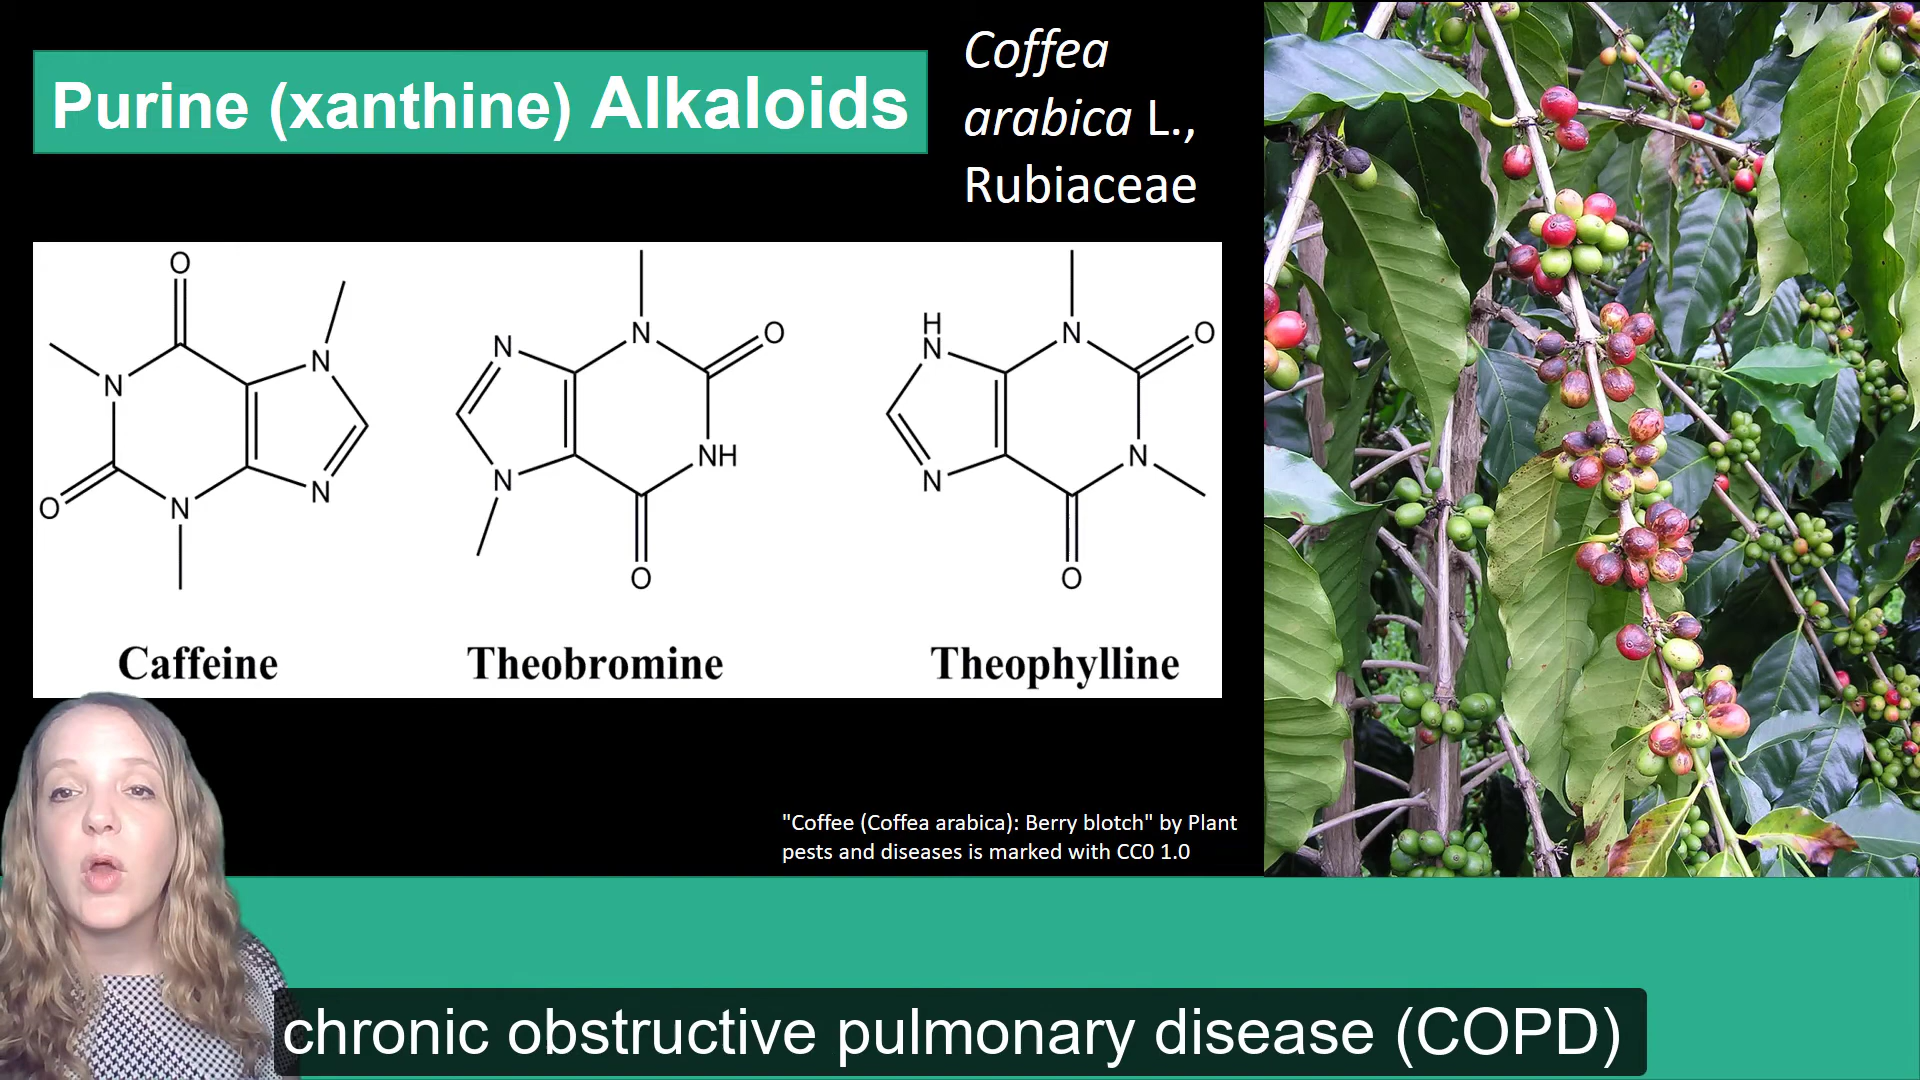 Purine (xanthine) Alkaloids
Coffea
arabica L.,
Rubiaceae
O
N
N
O
N
N
N
N
O
N
NH
O
H
N
N
O
N
N
O
Caffeine
Theobromine
Theophylline
"Coffee (Coffea arabica): Berry blotch" by Plant
pests and diseases is marked with CC0 1.0
chronic obstructive pulmonary disease (COPD)